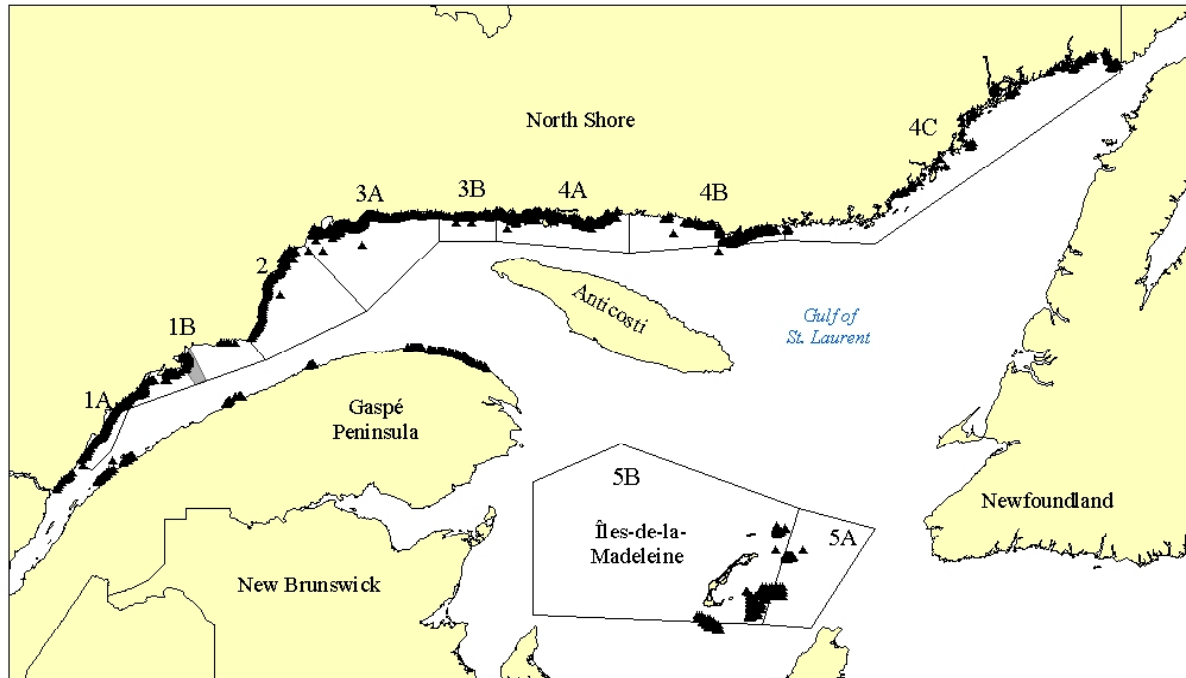 North Shore
4C
3A
3B
4A
4B
2
Anticosti
Gulf of
St. Laurent
1B
1A
Gaspé
Peninsula
5B
Newfoundland
5A
Îles-de-la-
Madeleine
New Brunswick